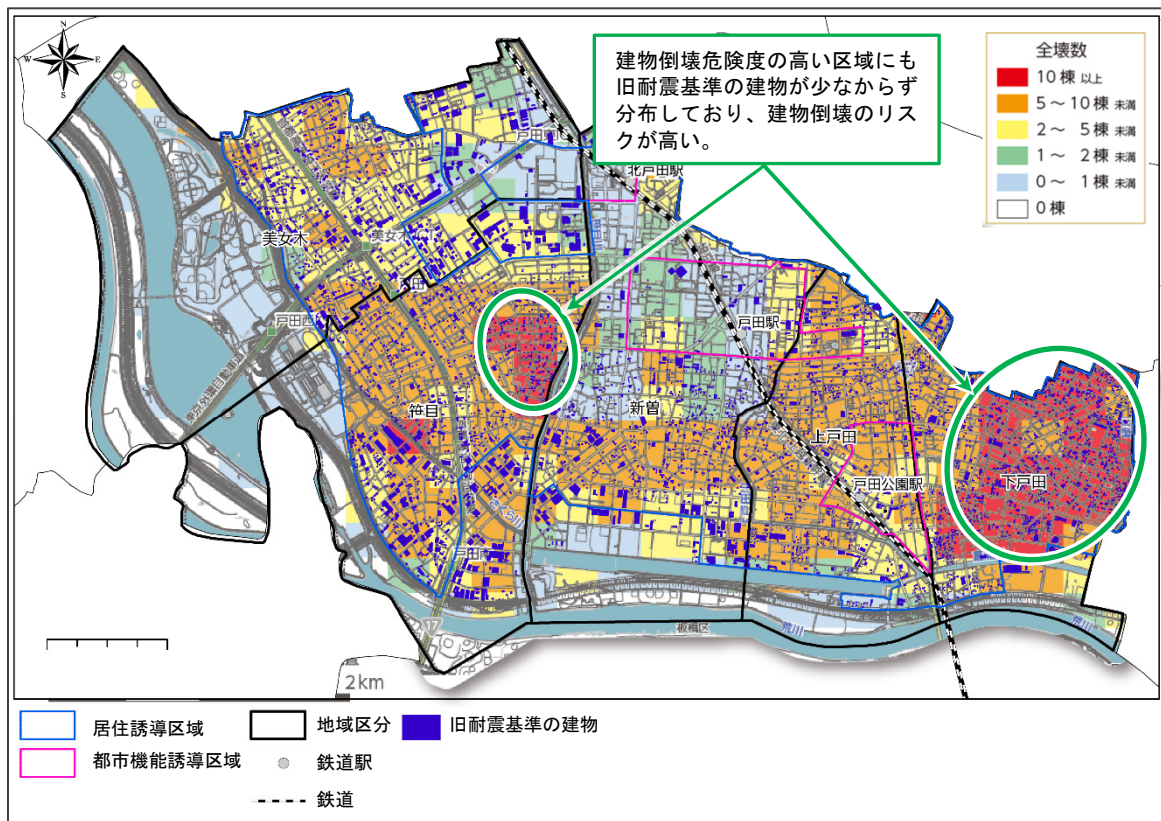 N
W
E
S
建物倒壊危険度の高い区域にも
旧耐震基準の建物が少なからず
分布しており、建物倒壊のリス
クが高い。
全壊数
10棟 以上
5～10棟 未満
2～ 5棟 未満
1～ 2棟 未満
0～ 1棟 未満
0棟
北戸田駅
美女木
戸田駅
笹目
新曽
上戸田
戸田公園駅
下戸田
さくら川
17
板橋区
荒川
荒川
2km
居住誘導区域
地域区分
旧耐震基準の建物
都市機能誘導区域
鉄道駅
鉄道